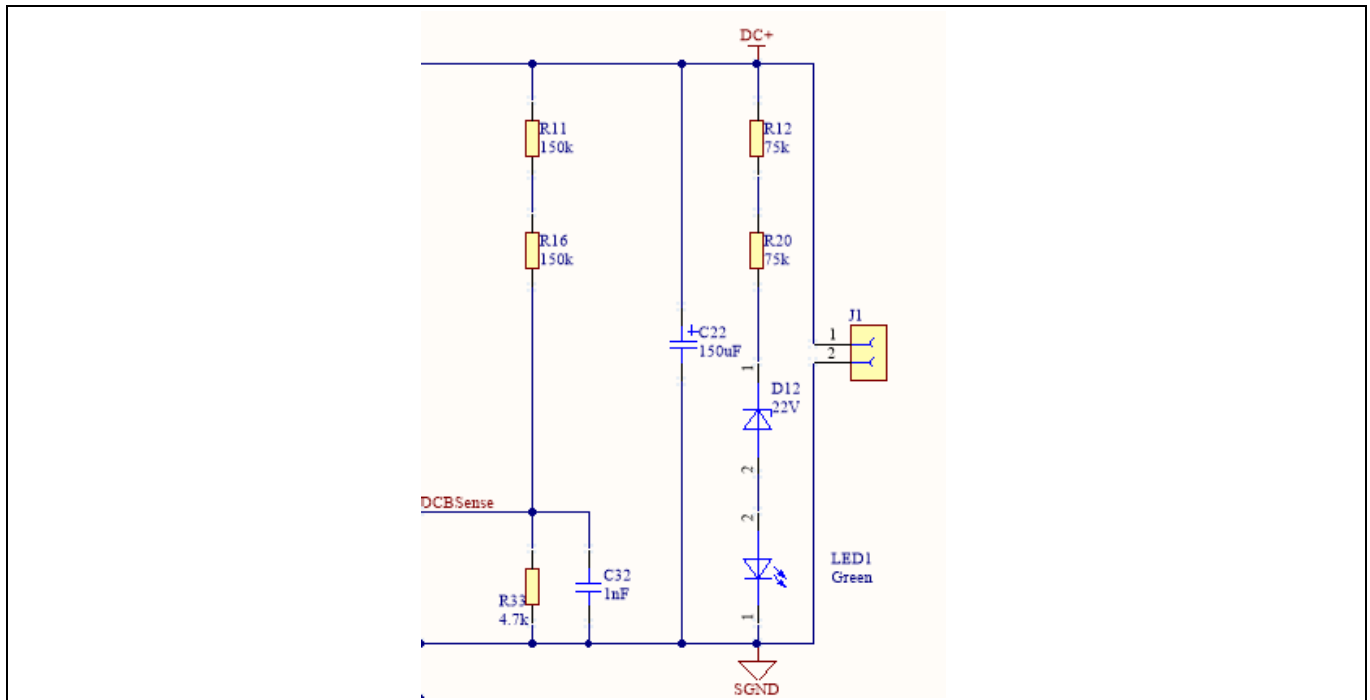 DC+
R11
150k
R12
75k
R16
150k
R20
75k
J1
1
2
C22
150uF
1
D12
22V
2
DCBSense
2
LED1
Green
C32
1nF
R33
4.7k
1
SGND